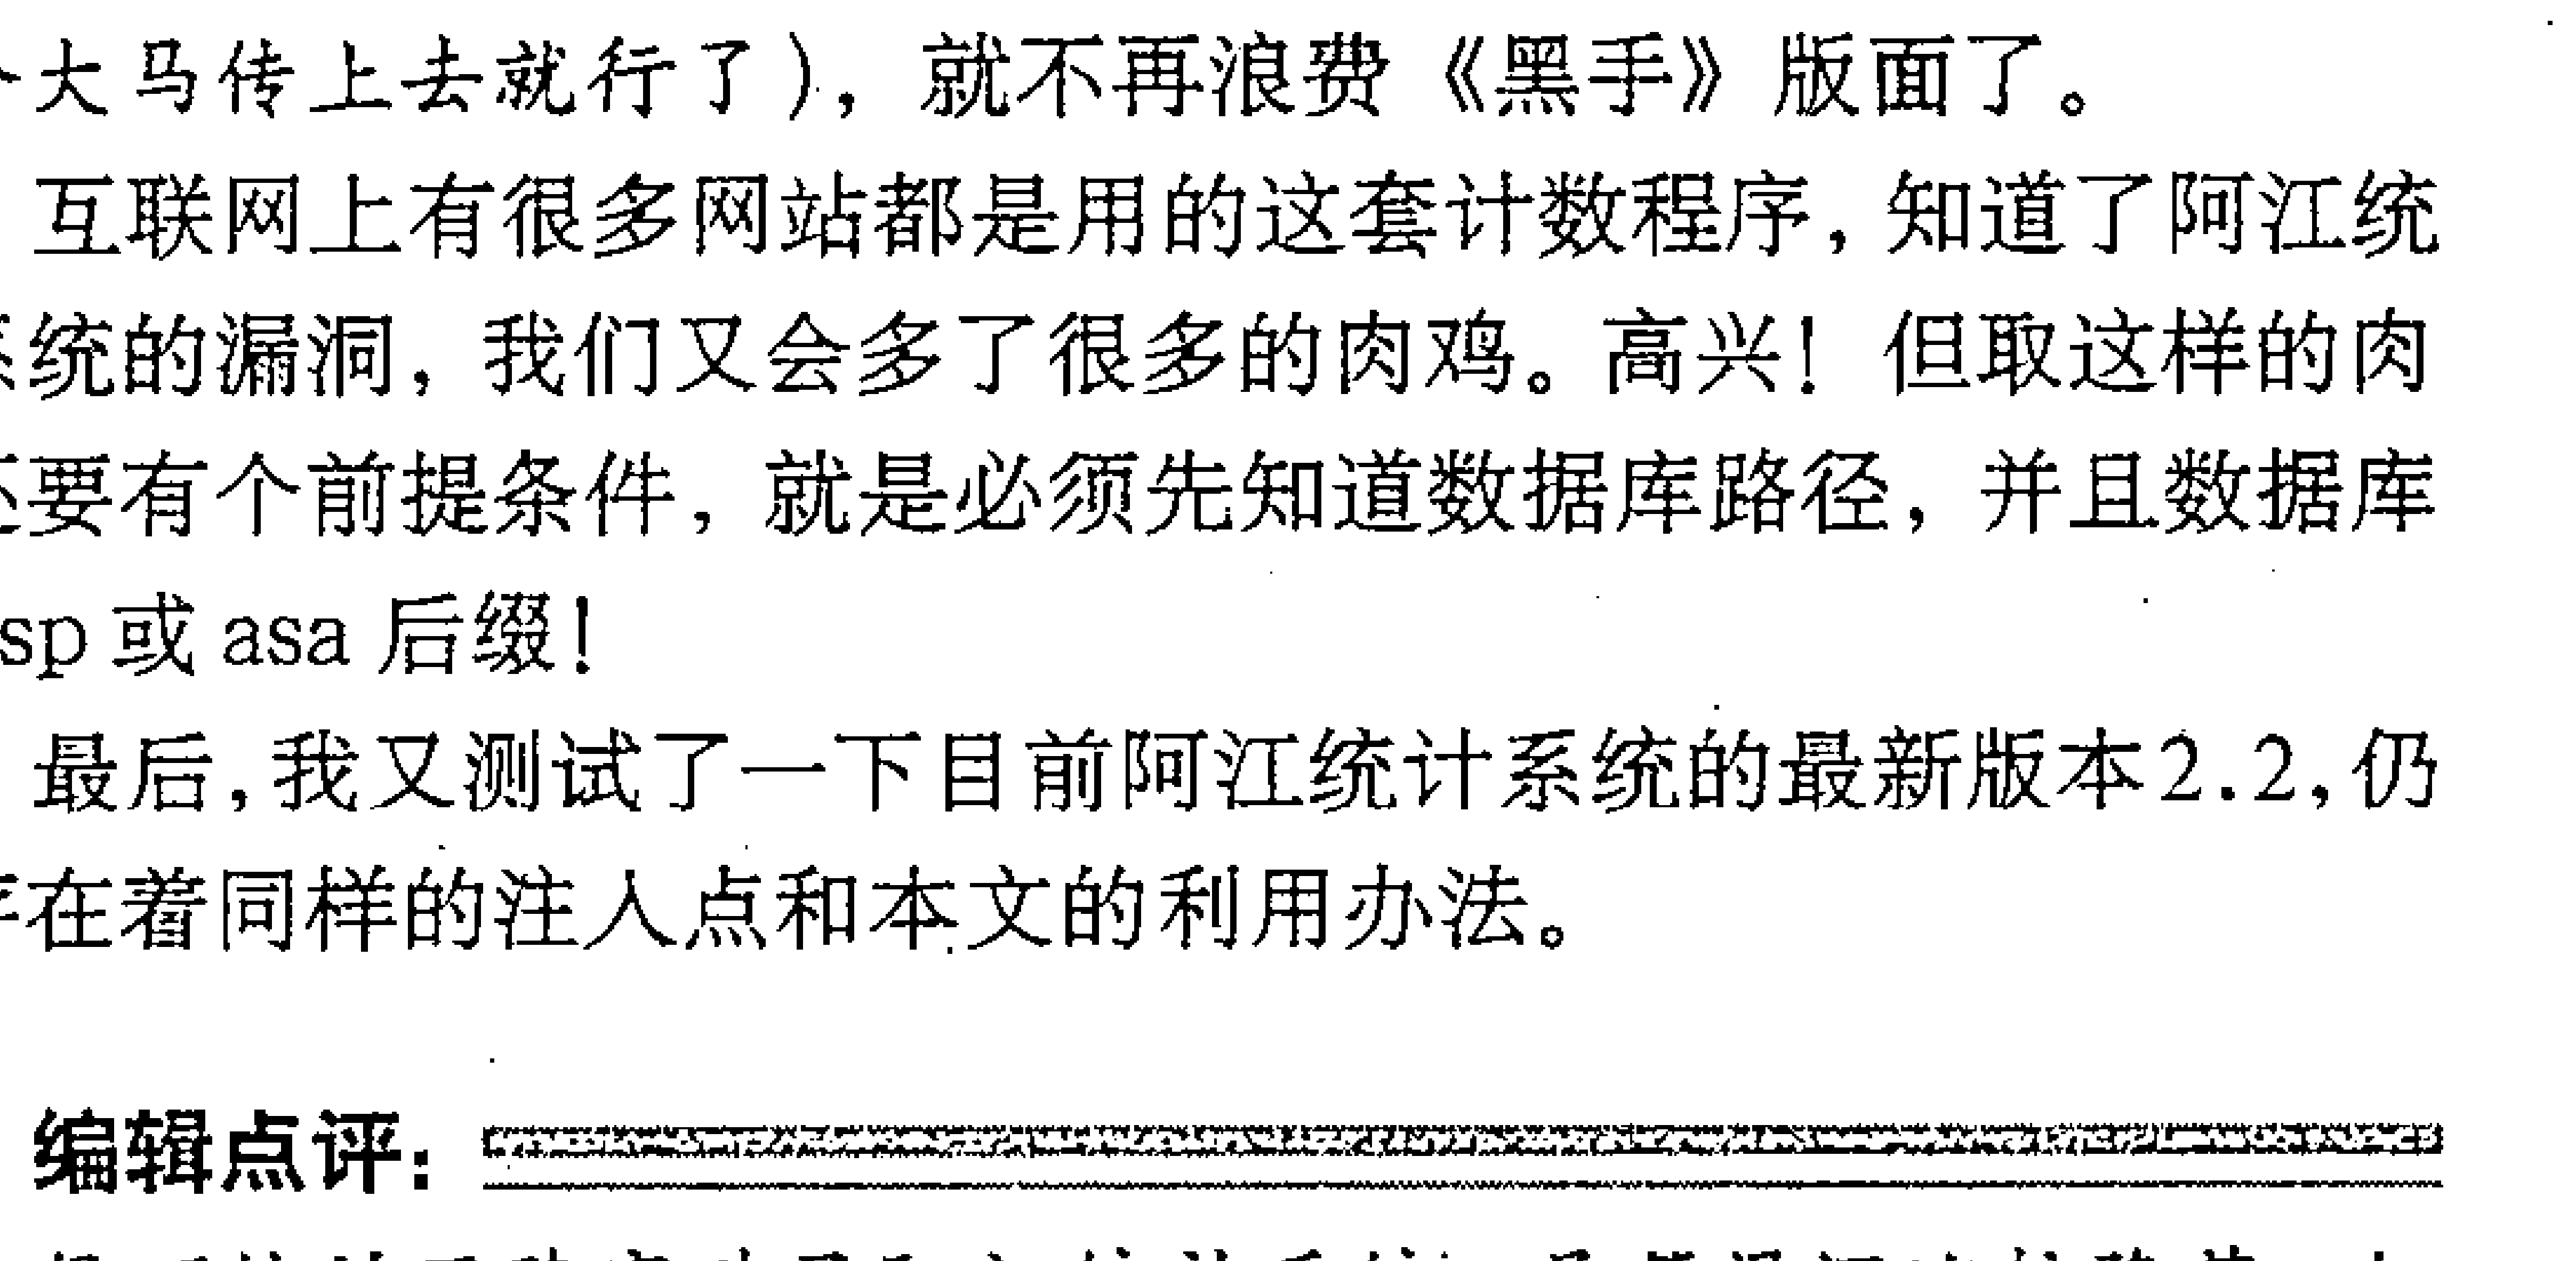 大马传上去就行了)，就不再浪费《黑手》版面了。
互联网上有很多网站都是用的这套计数程序，知道了阿江统
统的漏洞，我们又会多了很多的肉鸡。高兴！但取这样的肉
要有个前提条件，就是必须先知道数据库路径，并且数据库
sp或asa后缀！
最后，我又测试了一下目前阿江统计系统的最新版本2.2，仍
在着同样的注入点和本文的利用办法。
编辑点评：